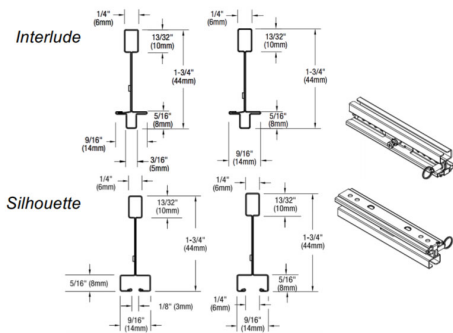 Interlude
1/4"
(6mm)
13/32"
(10mm)
1-3/4"
(44mm)
5/16"
(8mm)
9/16"
(14mm)
3/16"
(5mm)
1/4"
(6mm)
13/32"
(10mm)
1-3/4"
(44mm)
5/16"
(8mm)
9/16"
(14mm)
Silhouette
1/4"
(6mm)
13/32"
(10mm)
1-3/4"
(44mm)
5/16" (8mm)
1/8" (3mm)
9/16"
(14mm)
1/4"
(6mm)
13/32"
(10mm)
1-3/4"
(44mm)
5/16"
(8mm)
1/4"
(6mm)
9/16"
(14mm)